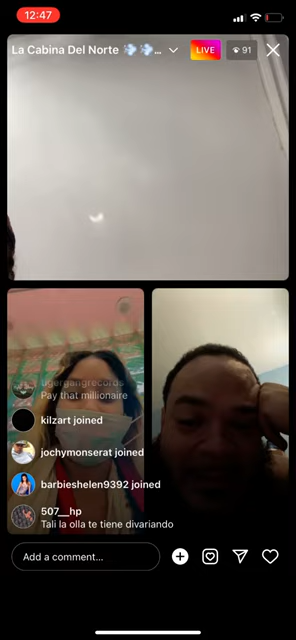 12:47
La Cabina Del Norte 💨 💨...
LIVE
91
tigergangrecords
Pay that millionaire
kilzart joined
jochymonserat joined
barbieshelen9392 joined
507__hp
Tali la olla te tiene divariando
Add a comment...